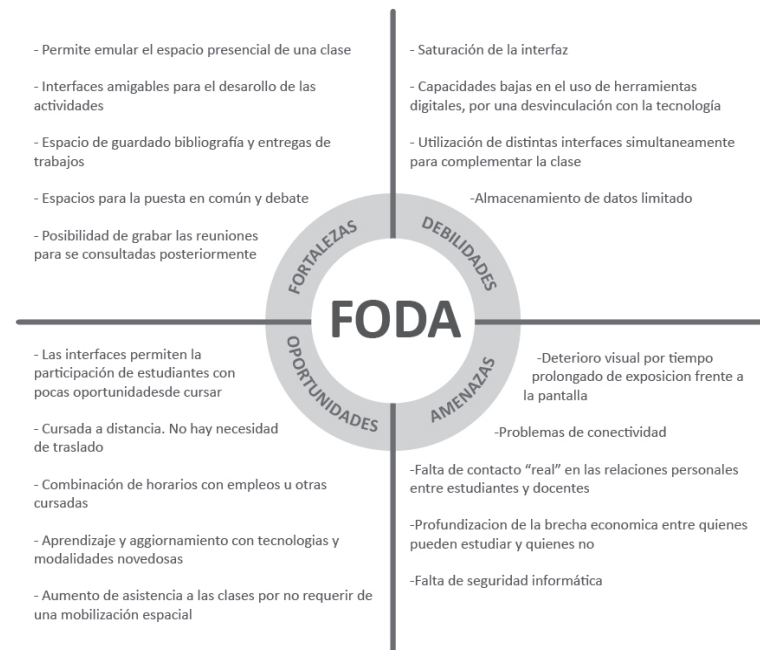 - Permite emular el espacio presencial de una clase
- Interfaces amigables para el desarollo de las
actividades
- Espacio de guardado bibliografía y entregas de
trabajos
- Espacios para la puesta en común y debate
- Posibilidad de grabar las reuniones
para se consultadas posteriormente
FORTALEZAS
- Saturación de la interfaz
- Capacidades bajas en el uso de herramientas
digitales, por una desvinculación con la tecnología
- Utilización de distintas interfaces simultaneamente
para complementar la clase
-Almacenamiento de datos limitado
DEBILIDADES
FODA
- Las interfaces permiten la
participación de estudiantes con
pocas oportunidadesde cursar
- Cursada a distancia. No hay necesidad
de traslado
- Combinación de horarios con empleos u otras
cursadas
- Aprendizaje y aggiornamiento con tecnologias y
modalidades novedosas
- Aumento de asistencia a las clases por no requerir de
una mobilización espacial
OPORTUNIDADES
-Deterioro visual por tiempo
prolongado de exposicion frente a
la pantalla
-Problemas de conectividad
-Falta de contacto “real” en las relaciones personales
entre estudiantes y docentes
-Profundizacion de la brecha economica entre quienes
pueden estudiar y quienes no
-Falta de seguridad informática
AMENAZAS